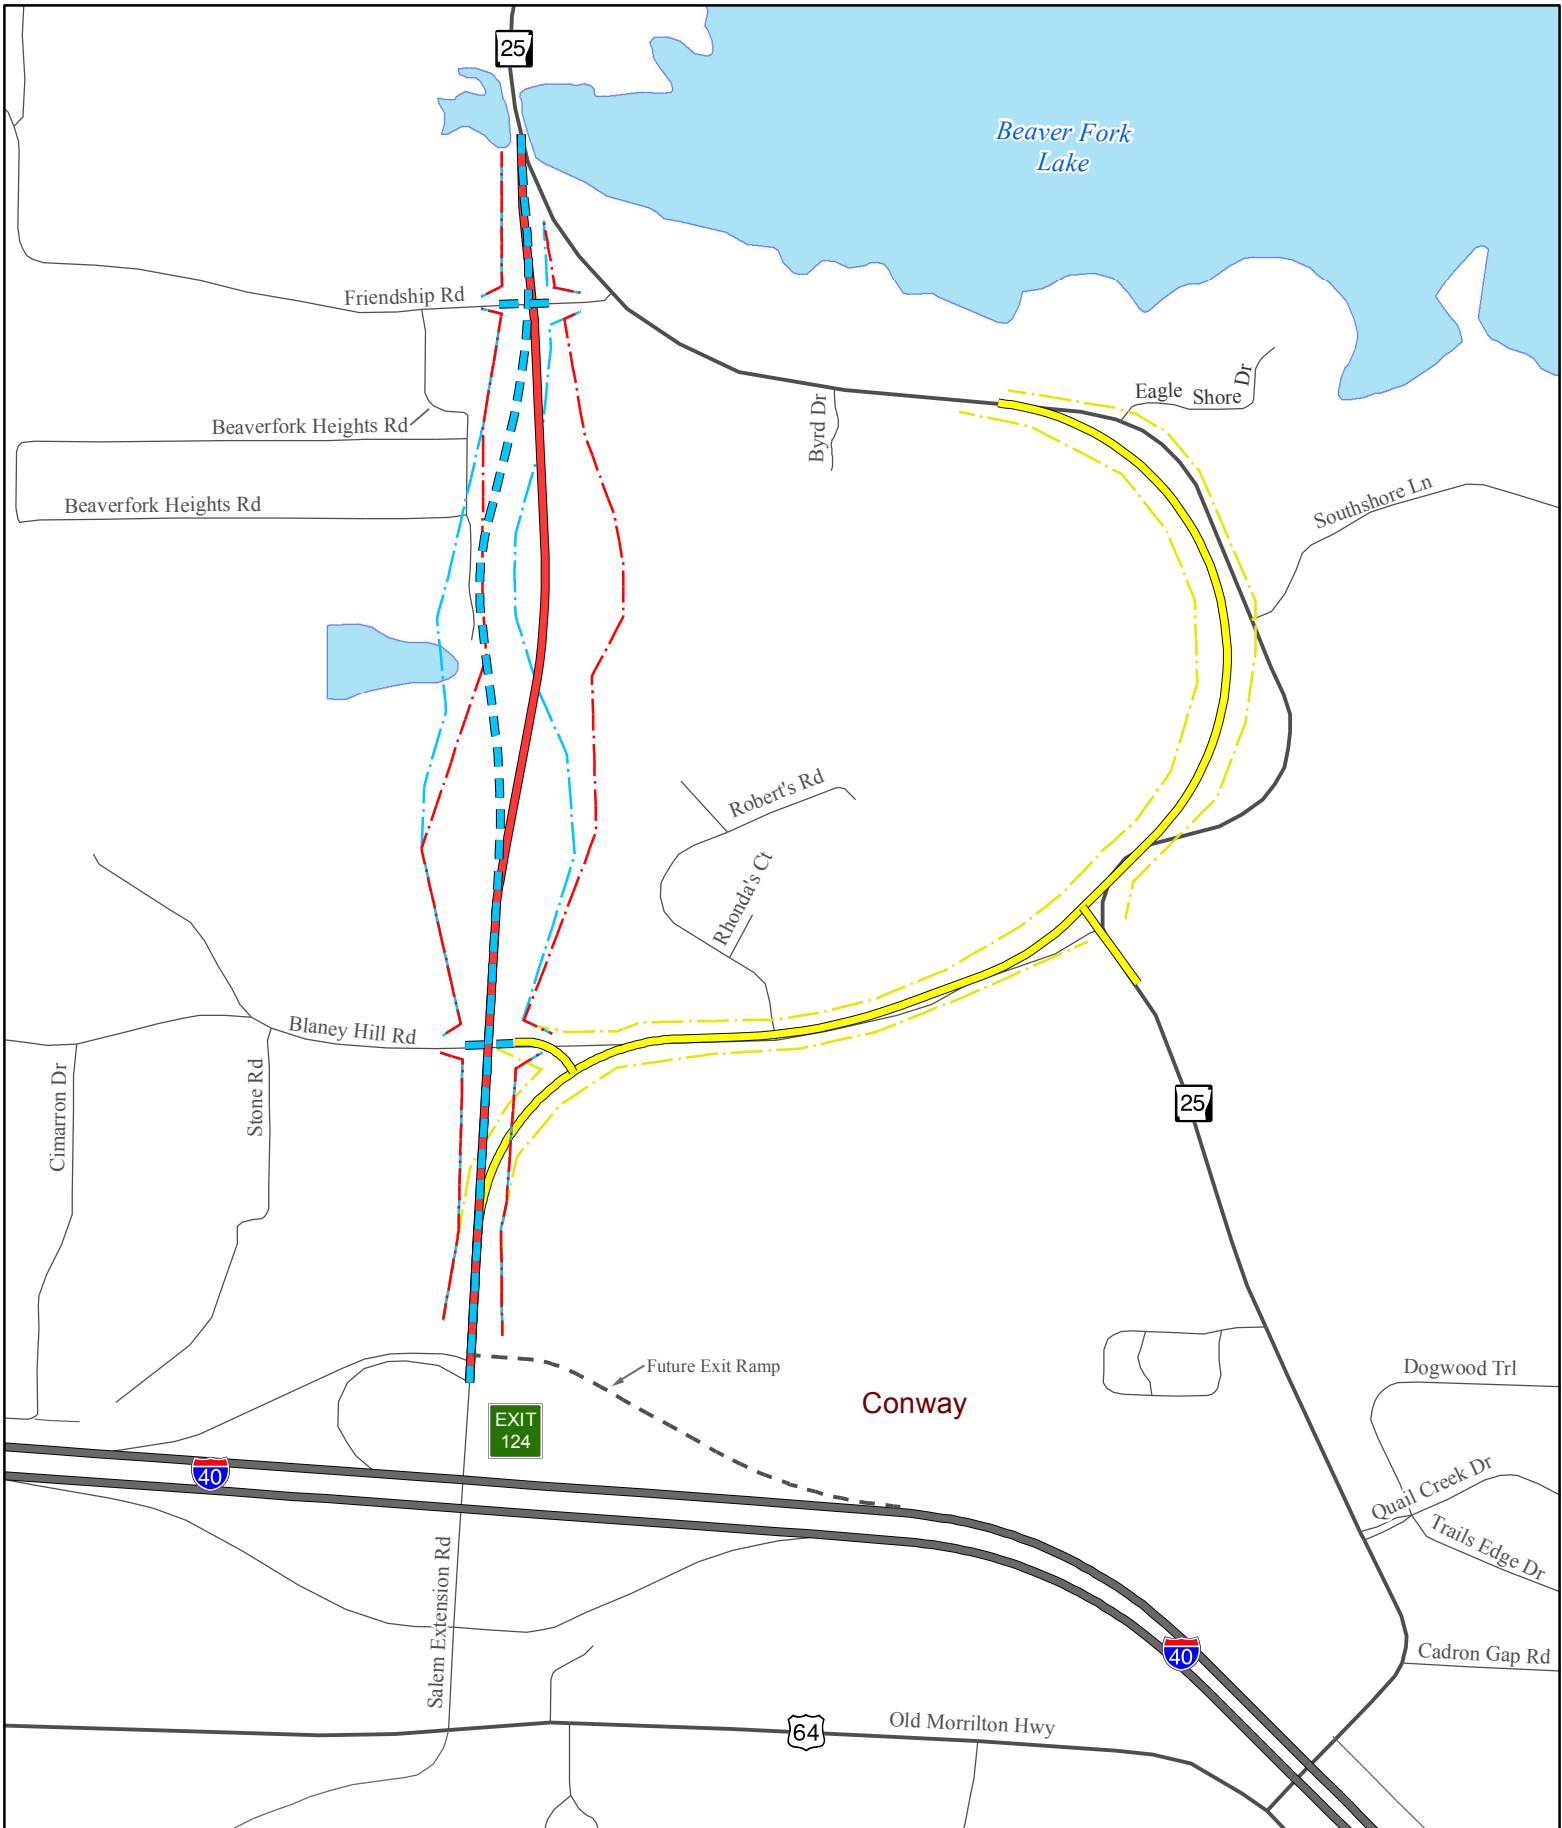 25
Beaver Fork
Lake
Friendship Rd
Eagle Shore Dr
Byrd Dr
Beaverfork Heights Rd
Beaverfork Heights Rd
Southshore Ln
Robert's Rd
Rhonda's Ct
Blaney Hill Rd
Cimarron Dr
Stone Rd
25
Future Exit Ramp
Dogwood Trl
Conway
EXIT
124
40
Quail Creek Dr
Trails Edge Dr
Salem Extension Rd
40
Cadron Gap Rd
64
Old Morrilton Hwy